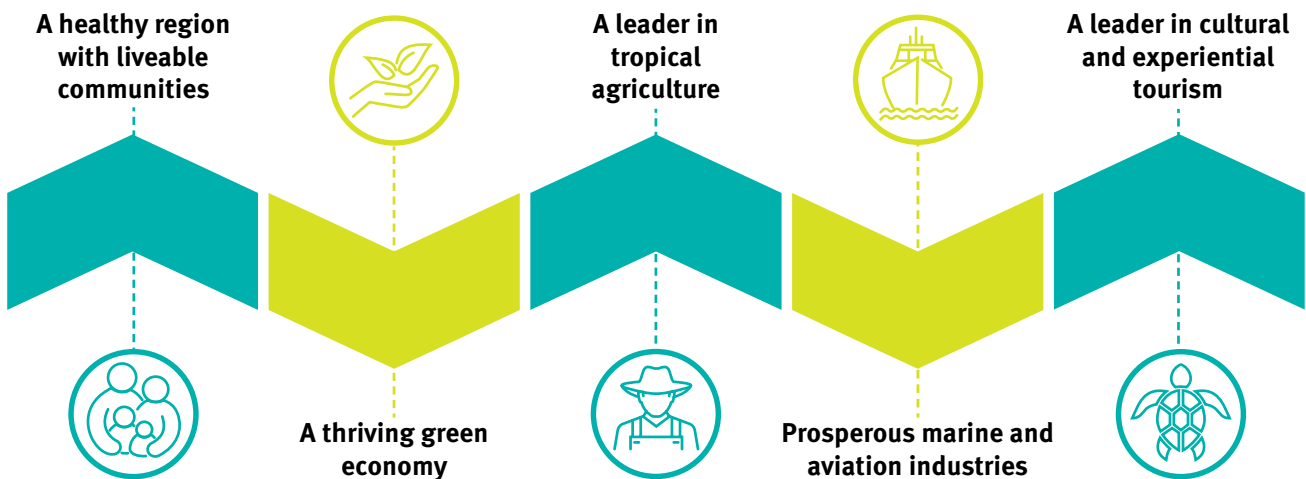 A healthy region
with liveable
communities
A thriving green
economy
A leader in
tropical
agriculture
Prosperous marine and
aviation industries
A leader in cultural
and experiential
tourism